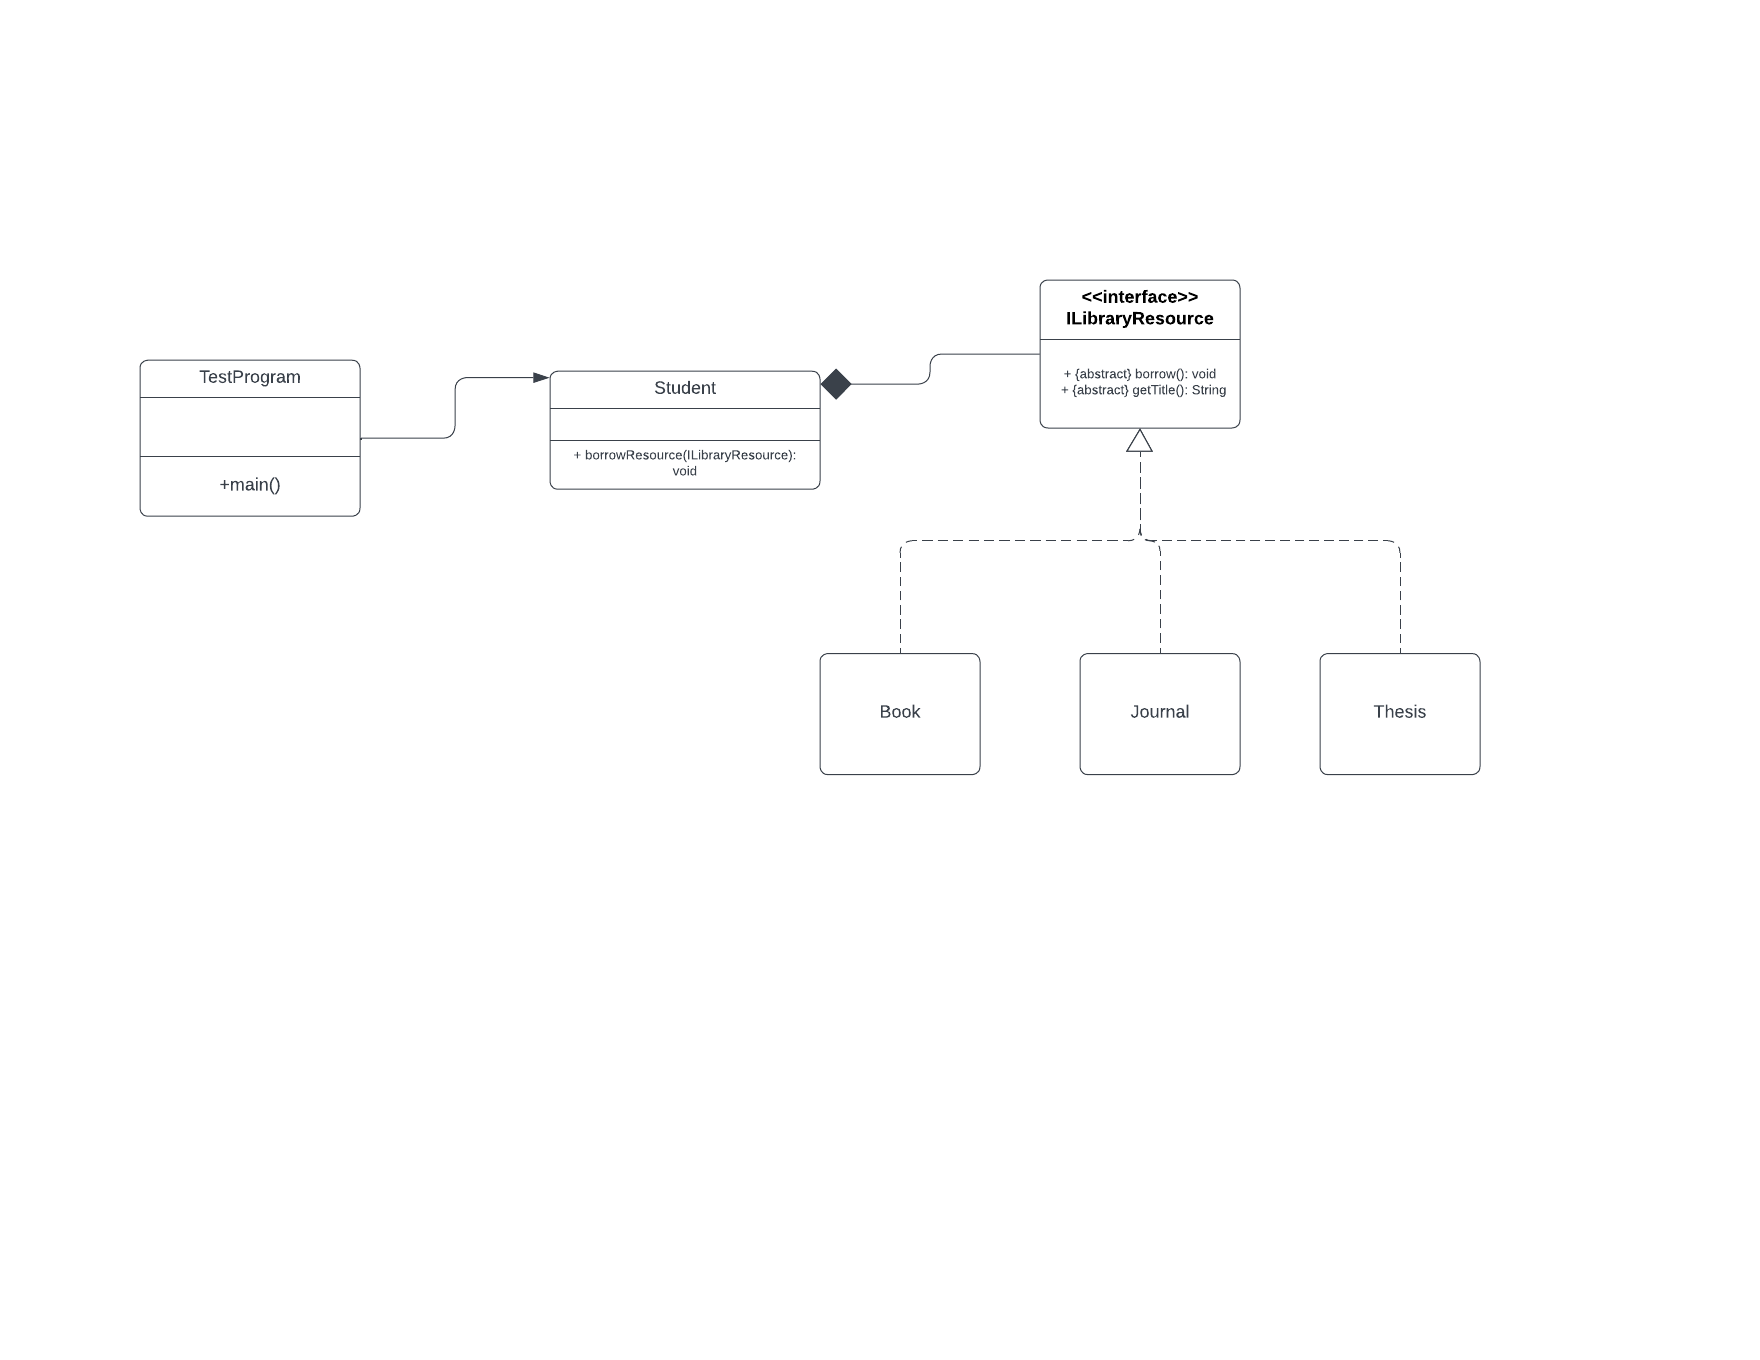 <<interface>>
ILibraryResource
+ {abstract} borrow(): void
+ {abstract} getTitle(): String
TestProgram
+main()
Student
+ borrowResource(ILibraryResource):
void
Book
Journal
Thesis